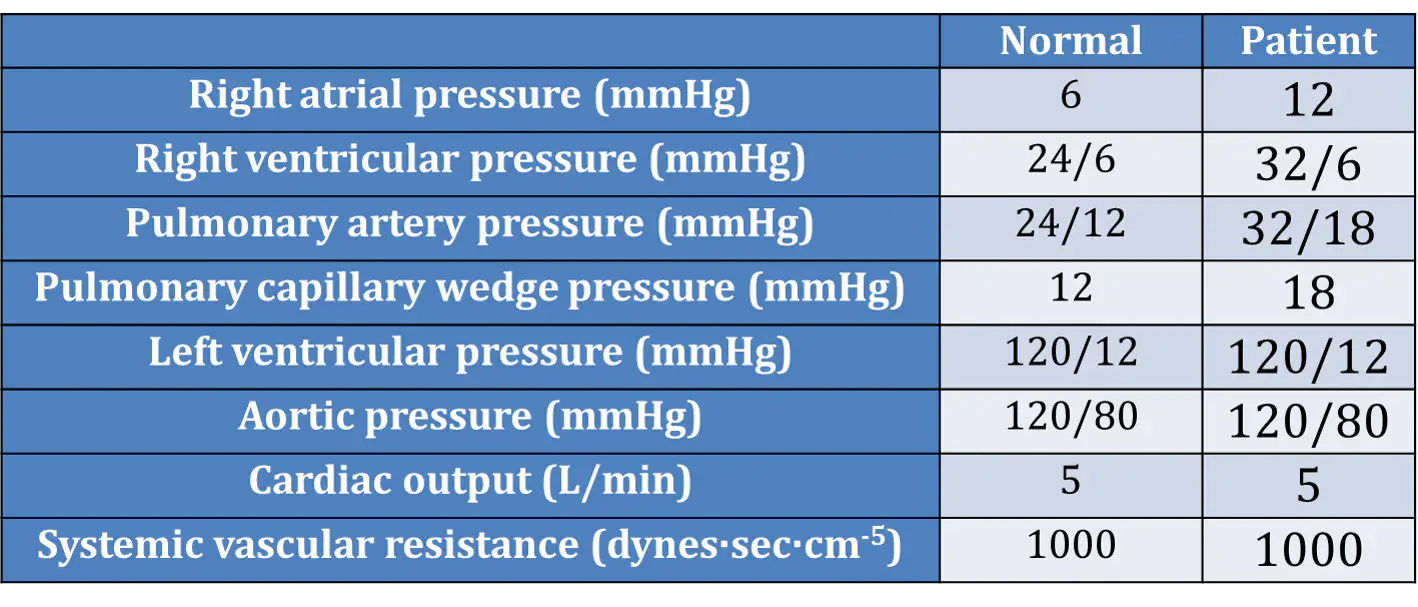 Normal Patient
Right atrial pressure (mmHg) 6 12
Right ventricular pressure (mmHg) 24/6 32/6
Pulmonary artery pressure (mmHg) 24/12 32/18
Pulmonary capillary wedge pressure (mmHg) 12 18
Left ventricular pressure (mmHg) 120/12 120/12
Aortic pressure (mmHg) 120/80 120/80
Cardiac output (L/min) 5 5
Systemic vascular resistance (dynes·sec·cm⁻⁵) 1000 1000